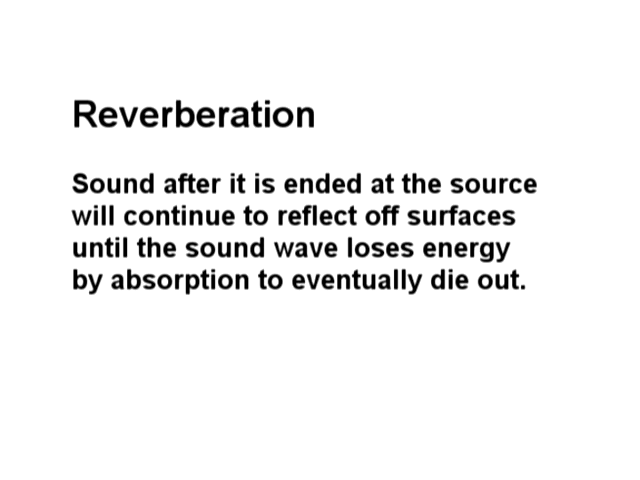 Reverberation
Sound after it is ended at the source
will continue to reflect off surfaces
until the sound wave loses energy
by absorption to eventually die out.